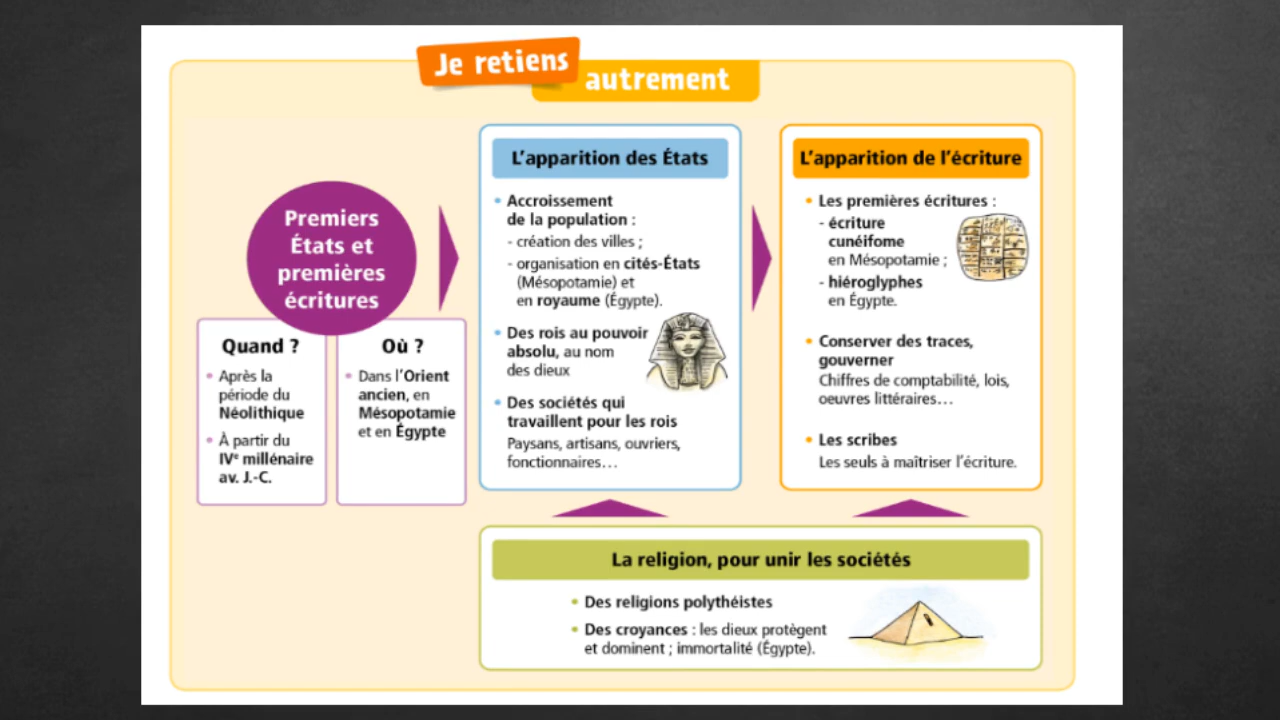 Je retiens
autrement
Premiers
États et
premières
écritures
Quand ?
• Après la
période du
Néolithique
• À partir du
IVe millénaire
av. J.-C.
Où ?
• Dans l'Orient
ancien, en
Mésopotamie
et en Égypte
L'apparition des États
• Accroissement
de la population :
- création des villes ;
- organisation en cités-États
(Mésopotamie) et
en royaume (Égypte).
• Des rois au pouvoir
absolu, au nom
des dieux
• Des sociétés qui
travaillent pour les rois
Paysans, artisans, ouvriers,
fonctionnaires…
L'apparition de l'écriture
• Les premières écritures :
- écriture
cunéifome
en Mésopotamie ;
- hiéroglyphes
en Égypte.
• Conserver des traces,
gouverner
Chiffres de comptabilité, lois,
oeuvres littéraires…
• Les scribes
Les seuls à maîtriser l'écriture.
La religion, pour unir les sociétés
• Des religions polythéistes
• Des croyances : les dieux protègent
et dominent ; immortalité (Égypte).